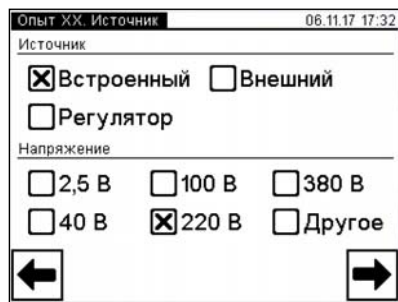 Опыт XX. Источник 06.11.17 17:32
Источник
Встроенный Внешний
Регулятор
Напряжение
2,5 В 100 В 380 В
40 В 220 В Другое